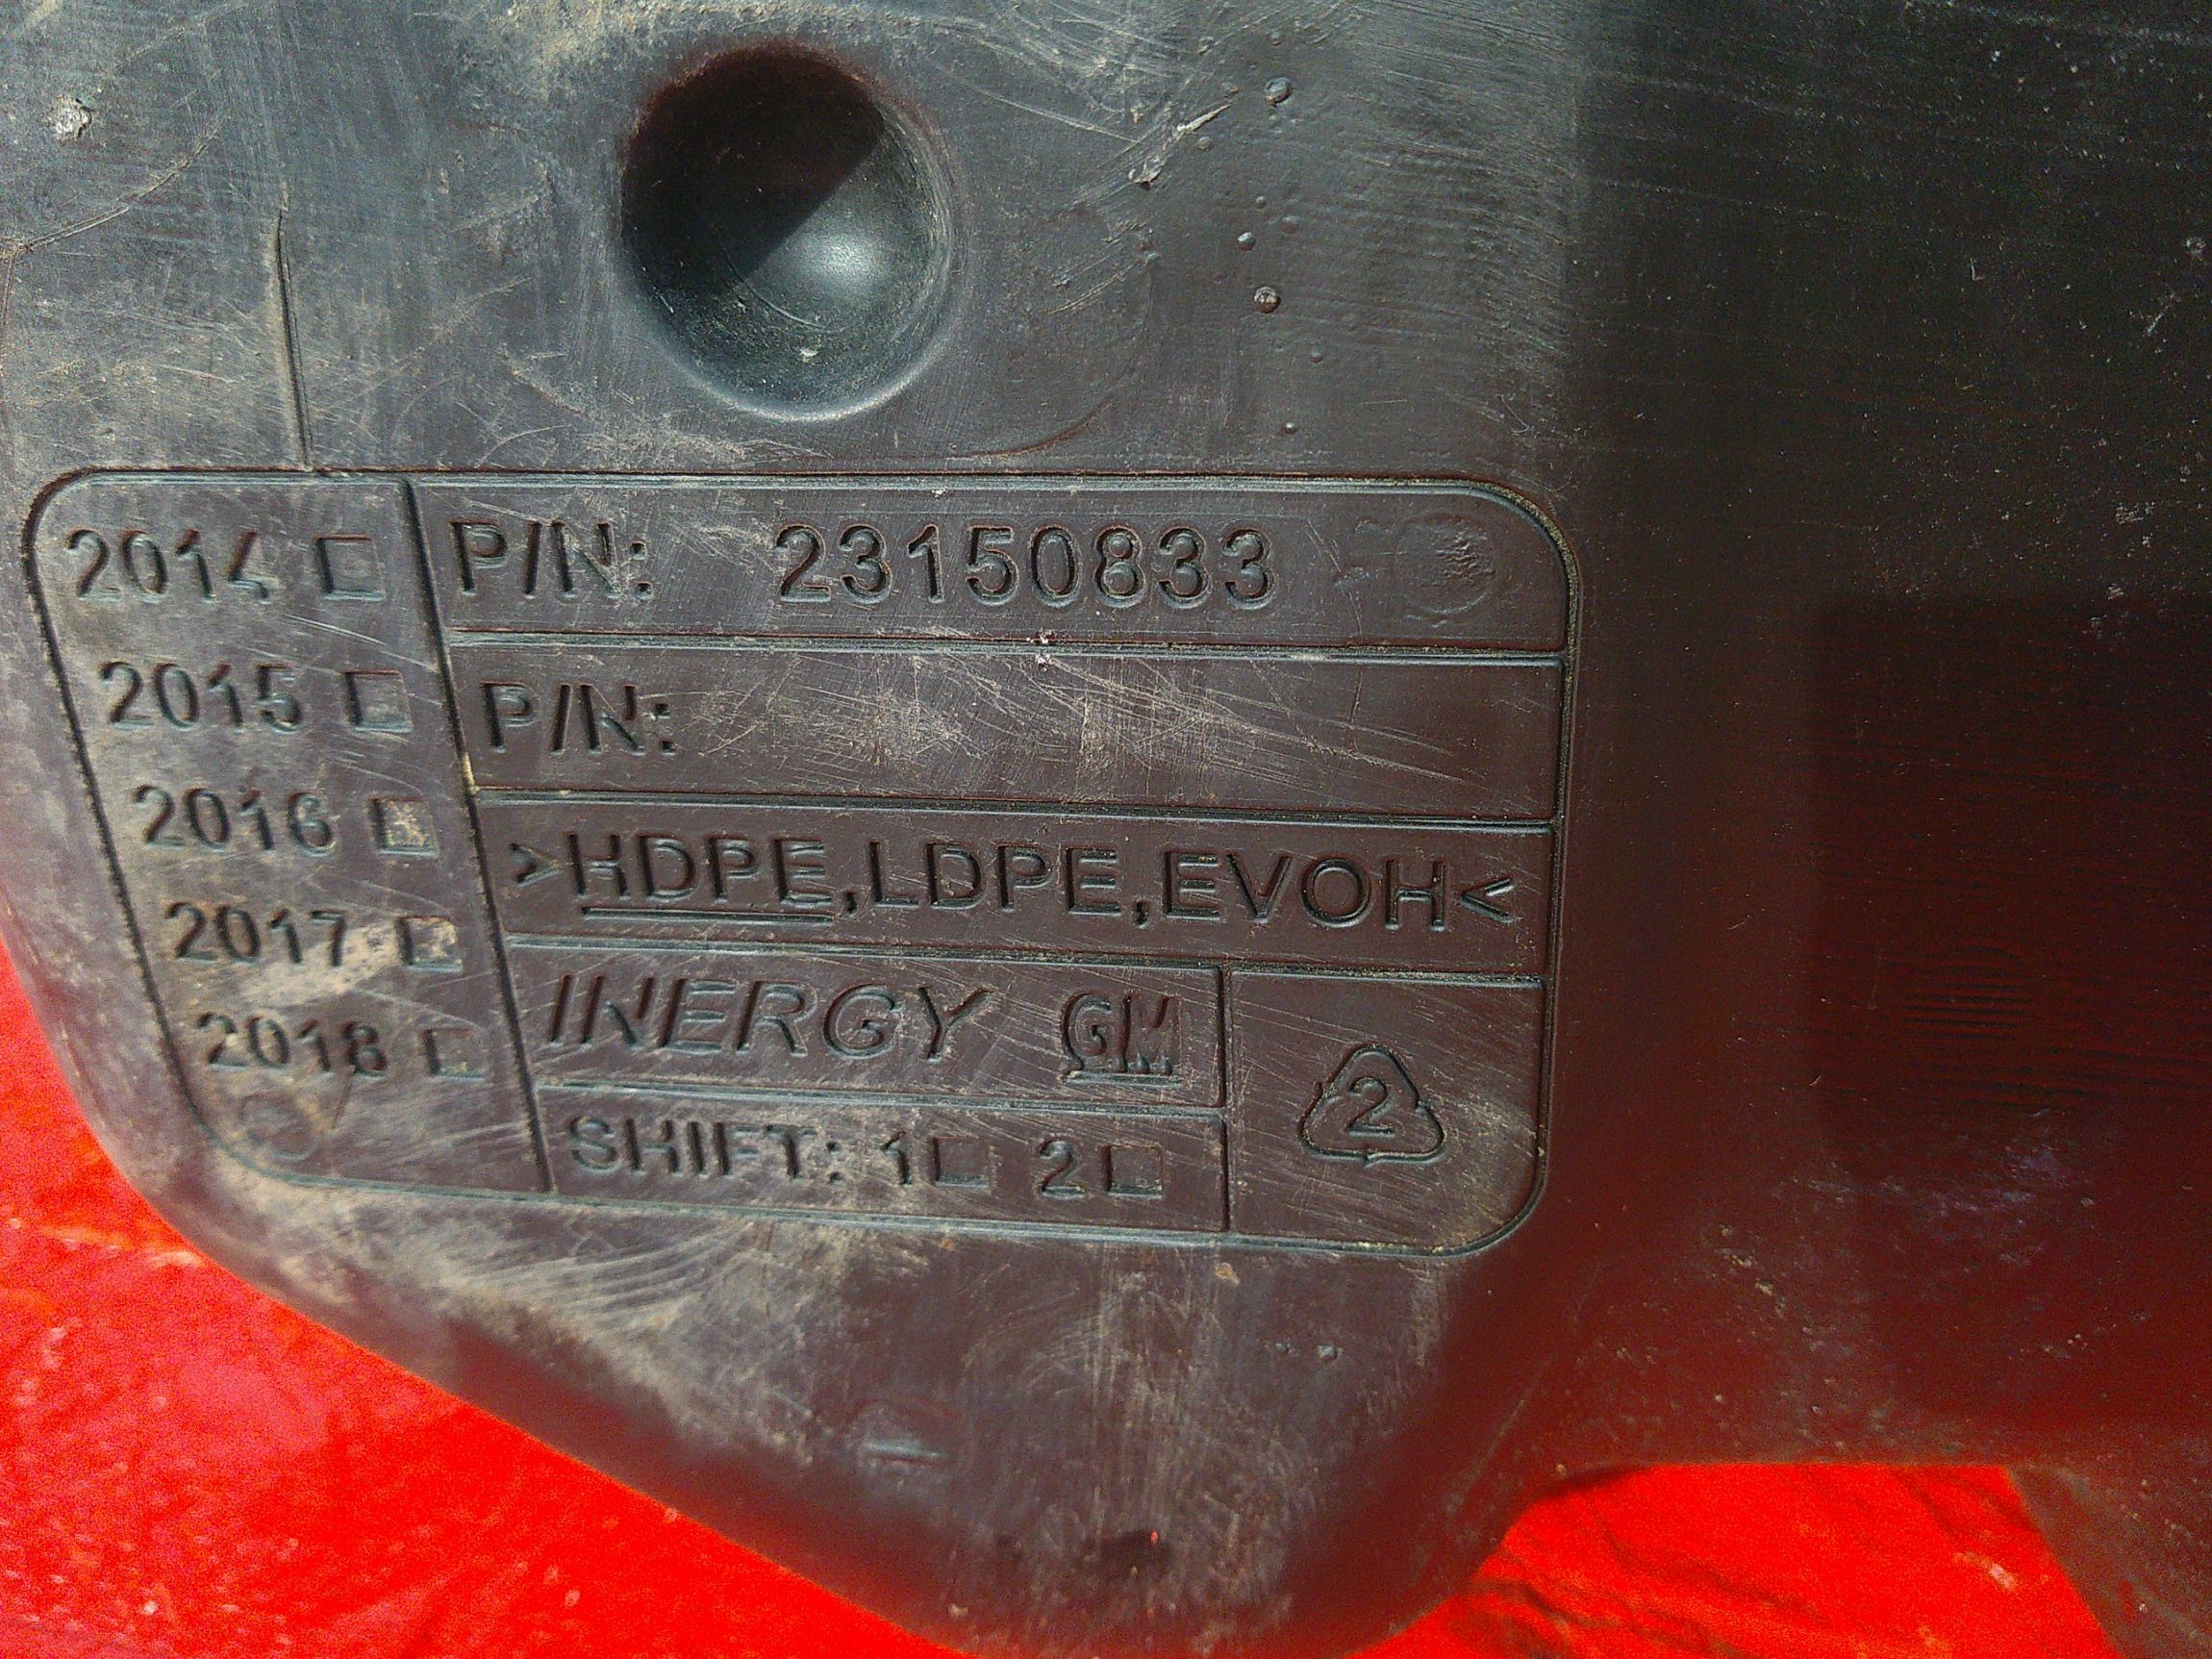 2014 □
2015 □
2016 □
2017 □
2018 □
P/N: 23150833
P/N:
>HDPE,LDPE,EVOH<
INERGY GM
SHIFT: 1□ 2□
2